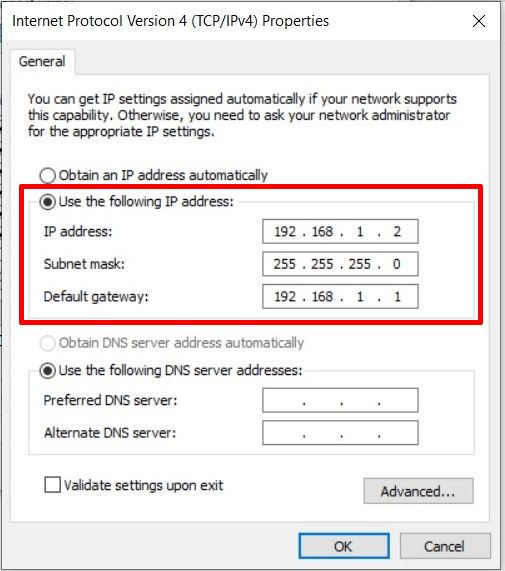 Internet Protocol Version 4 (TCP/IPv4) Properties
General
You can get IP settings assigned automatically if your network supports
this capability. Otherwise, you need to ask your network administrator
for the appropriate IP settings.
Obtain an IP address automatically
Use the following IP address:
IP address: 192 . 168 . 1 . 2
Subnet mask: 255 . 255 . 255 . 0
Default gateway: 192 . 168 . 1 . 1
Obtain DNS server address automatically
Use the following DNS server addresses:
Preferred DNS server: . . .
Alternate DNS server: . . .
Validate settings upon exit
Advanced...
OK Cancel